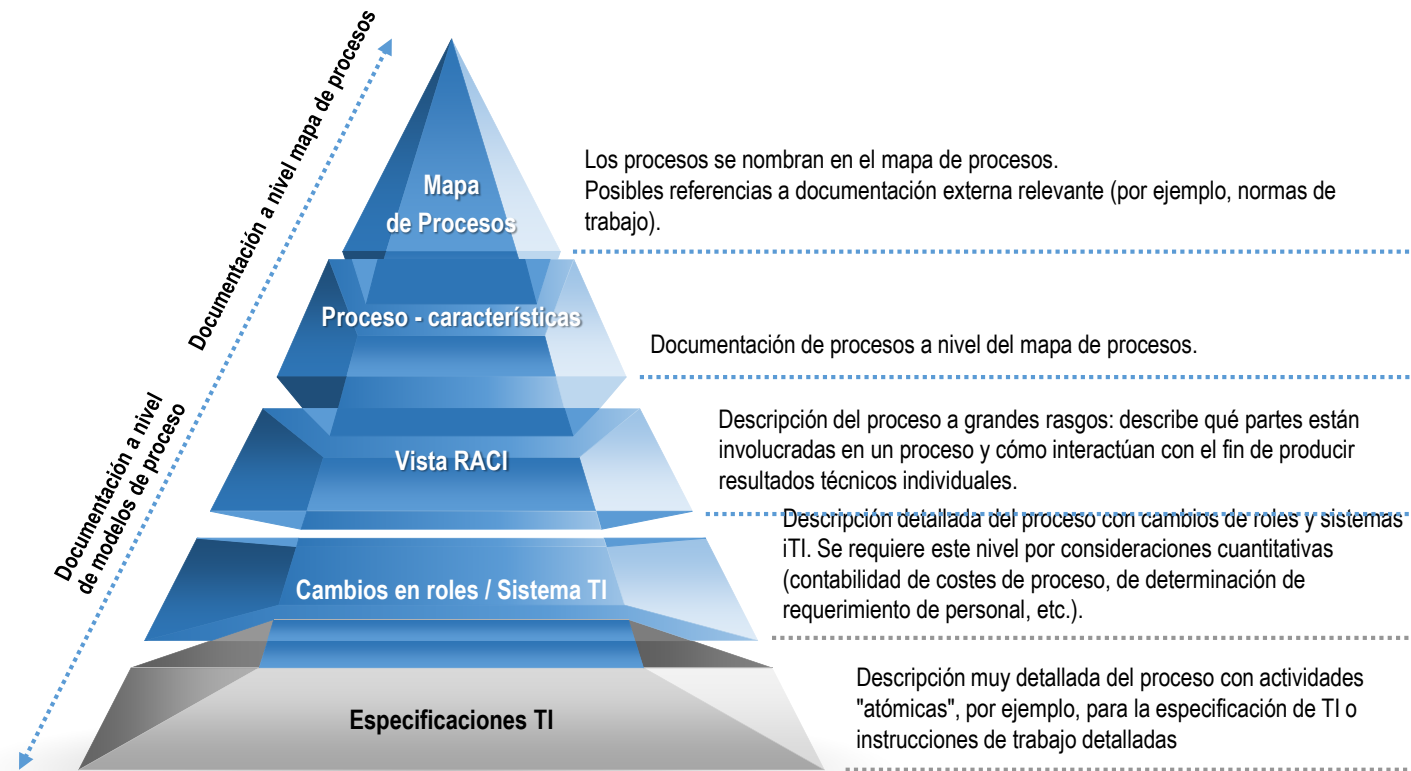 Documentación a nivel mapa de procesos
Documentación a nivel
de modelos de proceso
Mapa
de Procesos
Los procesos se nombran en el mapa de procesos.
Posibles referencias a documentación externa relevante (por ejemplo, normas de
trabajo).
Proceso - características
Documentación de procesos a nivel del mapa de procesos.
Vista RACI
Descripción del proceso a grandes rasgos: describe qué partes están
involucradas en un proceso y cómo interactúan con el fin de producir
resultados técnicos individuales.
Cambios en roles / Sistema TI
Descripción detallada del proceso con cambios de roles y sistemas
iTI. Se requiere este nivel por consideraciones cuantitativas
(contabilidad de costes de proceso, de determinación de
requerimiento de personal, etc.).
Especificaciones TI
Descripción muy detallada del proceso con actividades
"atómicas", por ejemplo, para la especificación de TI o
instrucciones de trabajo detalladas